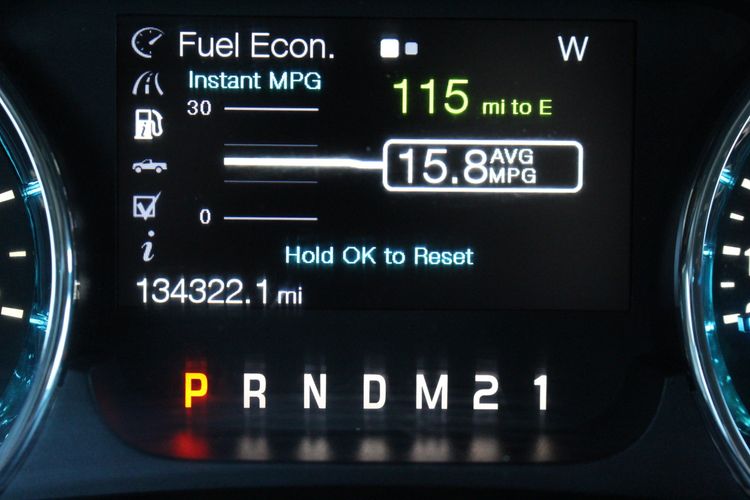 Fuel Econ. W
Instant MPG
115 mi to E
30
15.8 AVG MPG
0
Hold OK to Reset
134322.1 mi
P R N D M 2 1